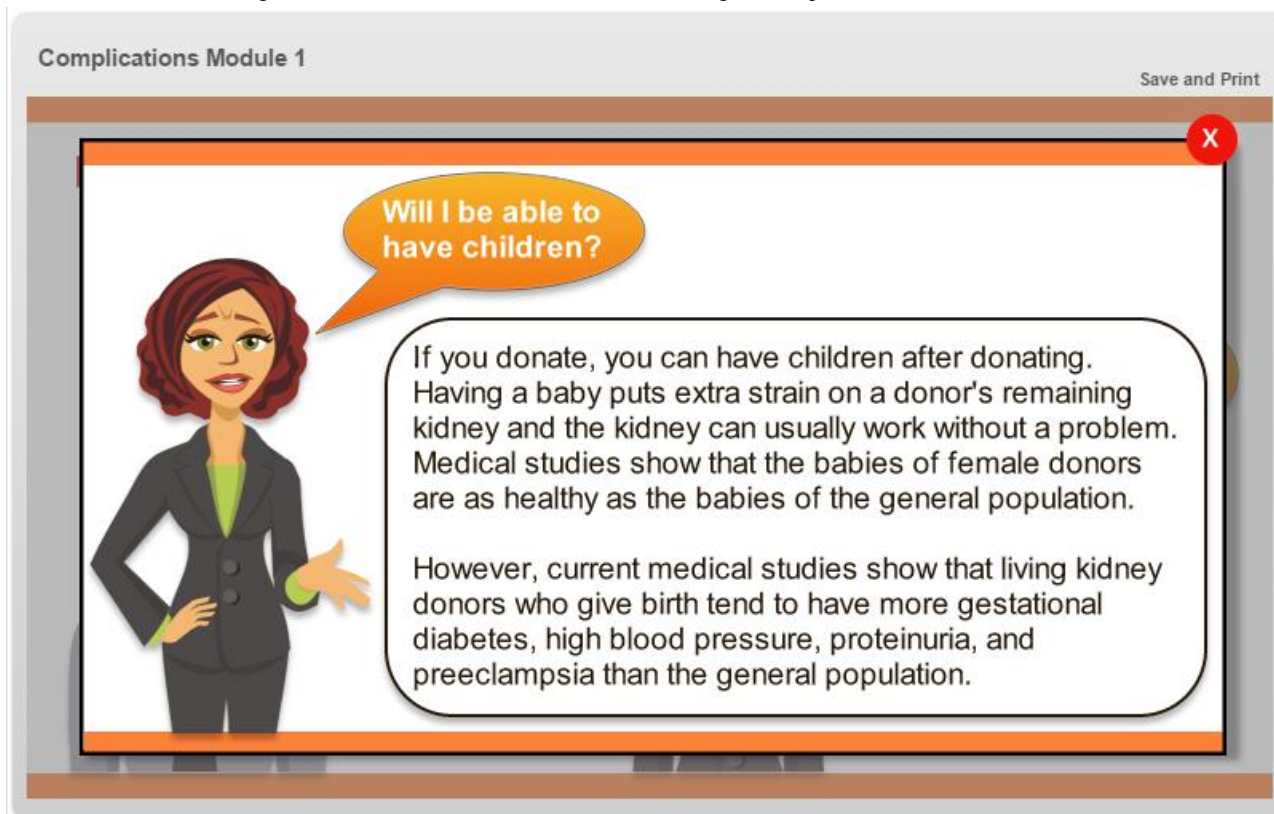 Complications Module 1
Save and Print
X
Will I be able to
have children?
If you donate, you can have children after donating.
Having a baby puts extra strain on a donor's remaining
kidney and the kidney can usually work without a problem.
Medical studies show that the babies of female donors
are as healthy as the babies of the general population.
However, current medical studies show that living kidney
donors who give birth tend to have more gestational
diabetes, high blood pressure, proteinuria, and
preeclampsia than the general population.